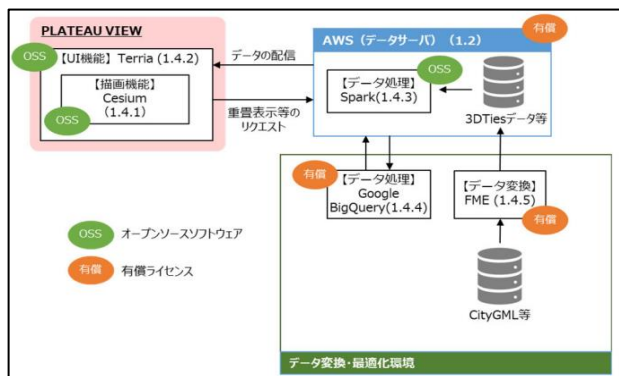 PLATEAU VIEW
OSS
【UI機能】Terria (1.4.2)
【描画機能】
Cesium
(1.4.1)
OSS
データの配信
重畳表示等の
リクエスト
AWS（データサーバ）（1.2）
有償
【データ処理】
Spark(1.4.3)
OSS
3DTiesデータ等
有償
【データ処理】
Google
BigQuery(1.4.4)
【データ変換】
FME (1.4.5)
有償
CityGML等
OSS
オープンソースソフトウェア
有償
有償ライセンス
データ変換・最適化環境